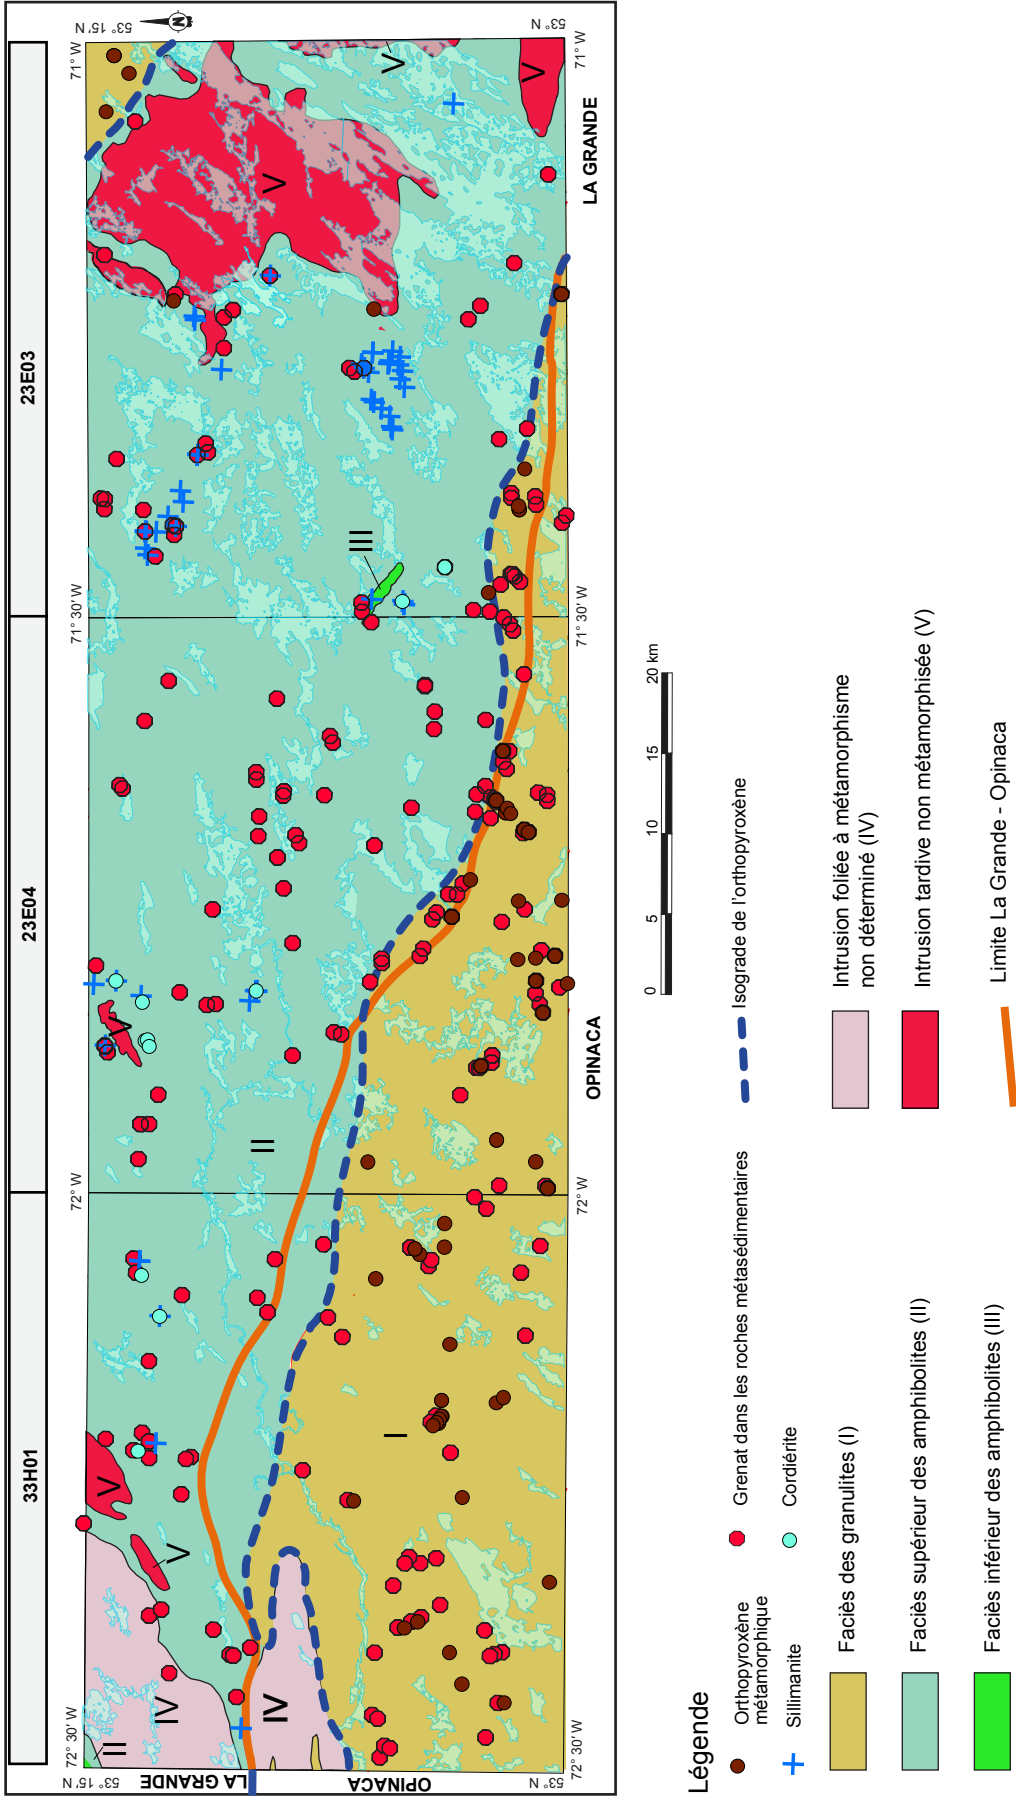 33H01
23E04
23E03
72° 30' W
72° W
71° 30' W
71° W
53° 15' N
53° 15' N
N
LA GRANDE
OPINACA
53° N
53° N
II
IV
IV
V
V
V
II
I
III
V
V
V
72° 30' W
72° W
71° W
OPINACA
LA GRANDE
0 5 10 15 20 km
Légende
Orthopyroxène
métamorphique
Grenat dans les roches métasédimentaires
Isograde de l'orthopyroxène
Sillimanite
Cordiérite
Faciès des granulites (I)
Intrusion foliée à métamorphisme
non déterminé (IV)
Faciès supérieur des amphibolites (II)
Intrusion tardive non métamorphisée (V)
Faciès inférieur des amphibolites (III)
Limite La Grande - Opinaca